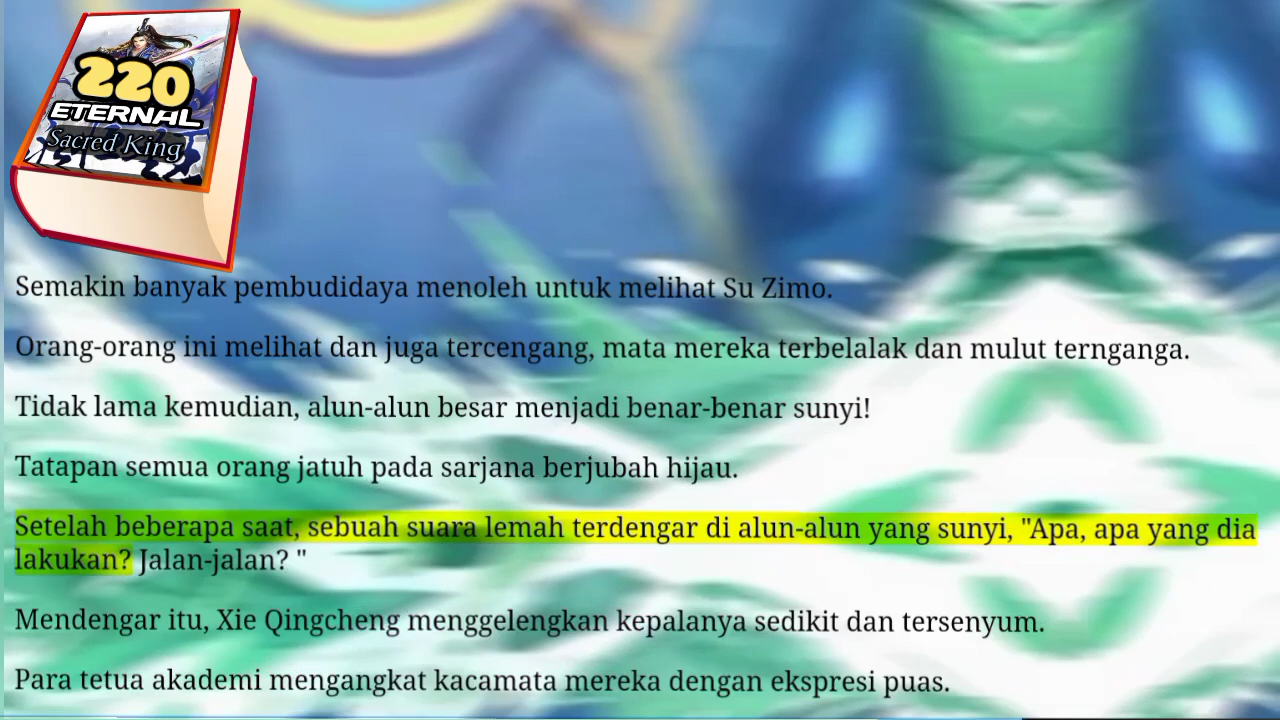 220
ETERNAL
Sacred King
Semakin banyak pembudidaya menoleh untuk melihat Su Zimo.
Orang-orang ini melihat dan juga tercengang, mata mereka terbelalak dan mulut ternganga.
Tidak lama kemudian, alun-alun besar menjadi benar-benar sunyi!
Tatapan semua orang jatuh pada sarjana berjubah hijau.
Setelah beberapa saat, sebuah suara lemah terdengar di alun-alun yang sunyi, "Apa, apa yang dia
lakukan? Jalan-jalan? "
Mendengar itu, Xie Qingcheng menggelengkan kepalanya sedikit dan tersenyum.
Para tetua akademi mengangkat kacamata mereka dengan ekspresi puas.